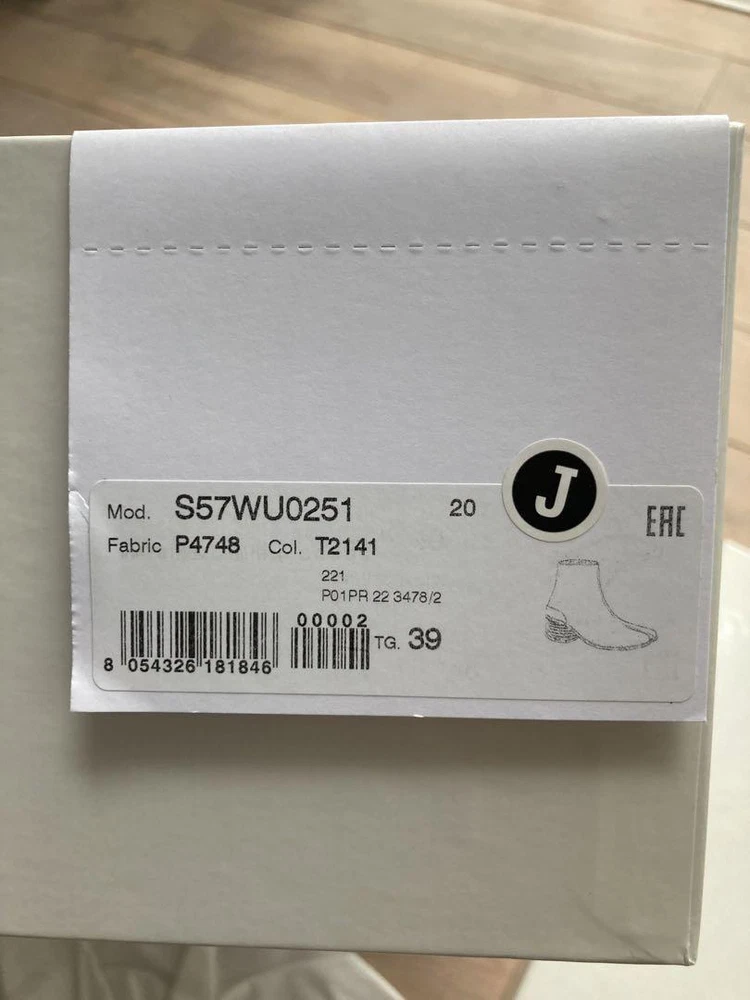 Mod. S57WU0251 20
J
EAC
Fabric P4748 Col. T2141
221
P01PR 22 3478/2
00002
8 054326 181846
TG. 39